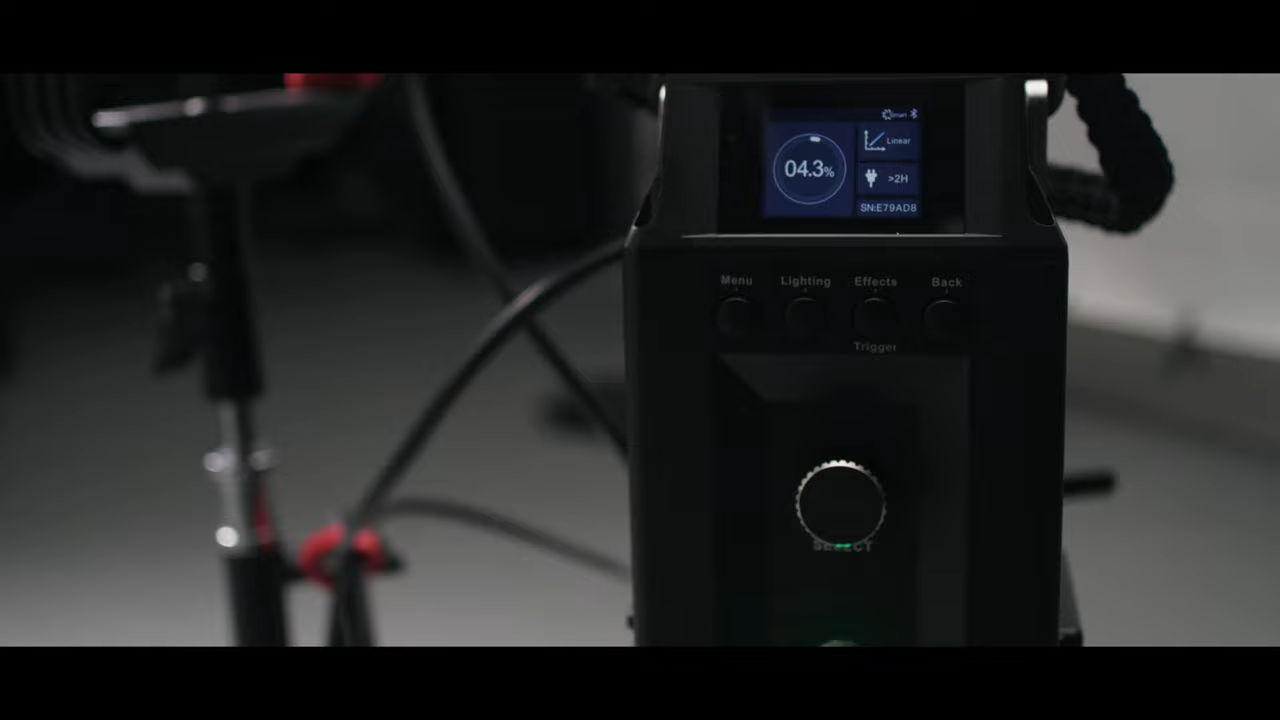 Smart
04.3%
Linear
>2H
SN:E79AD8
Menu Lighting Effects Back
Trigger
SELECT